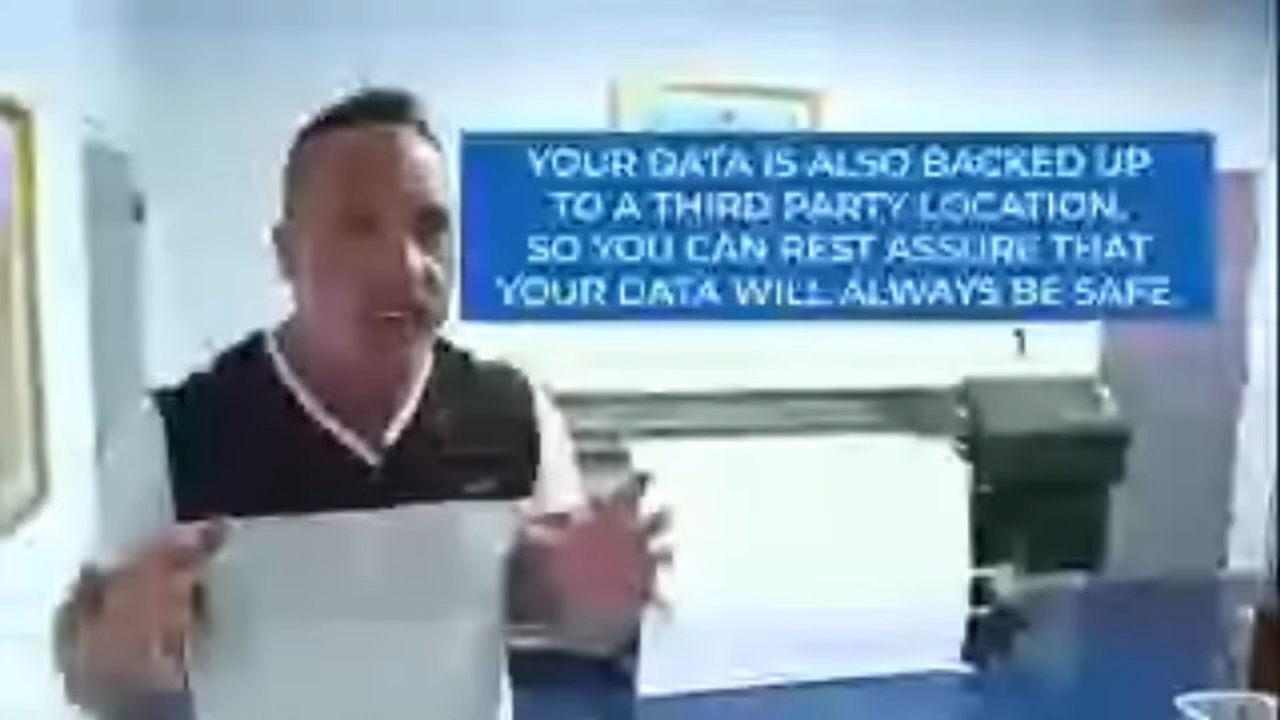 YOUR DATA IS ALSO BACKED UP
TO A THIRD PARTY LOCATION.
SO YOU CAN REST ASSURE THAT
YOUR DATA WILL ALWAYS BE SAFE.